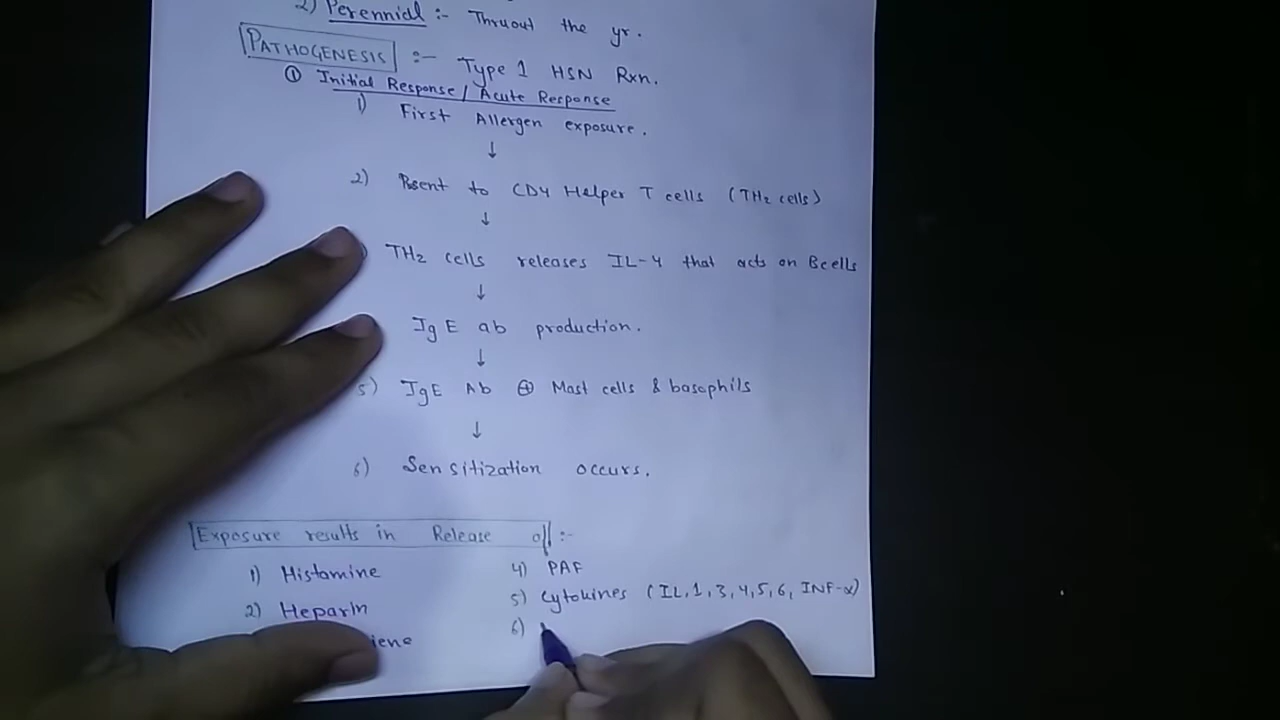 2) Perennial :- Thruout the yr.
PATHOGENESIS :- Type 1 HSN Rxn.
① Initial Response / Acute Response
1) First Allergen exposure.
↓
2) Psent to CD4 Helper T cells (TH2 cells)
↓
) TH2 cells releases IL-4 that acts on Bcells
↓
IgE ab production.
↓
5) IgE Ab ⊕ Mast cells & basophils
↓
6) Sensitization occurs.
Exposure results in Release of :-
1) Histamine
2) Heparin
iene
4) PAF
5) Cytokines (IL, 1, 3, 4, 5, 6, INF-α)
6)